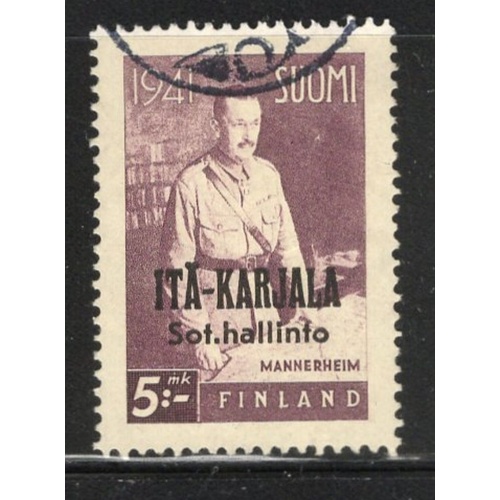 1941 SUOMI
ITÄ-KARJALA
Sot.hallinto
MANNERHEIM
5:- mk FINLAND